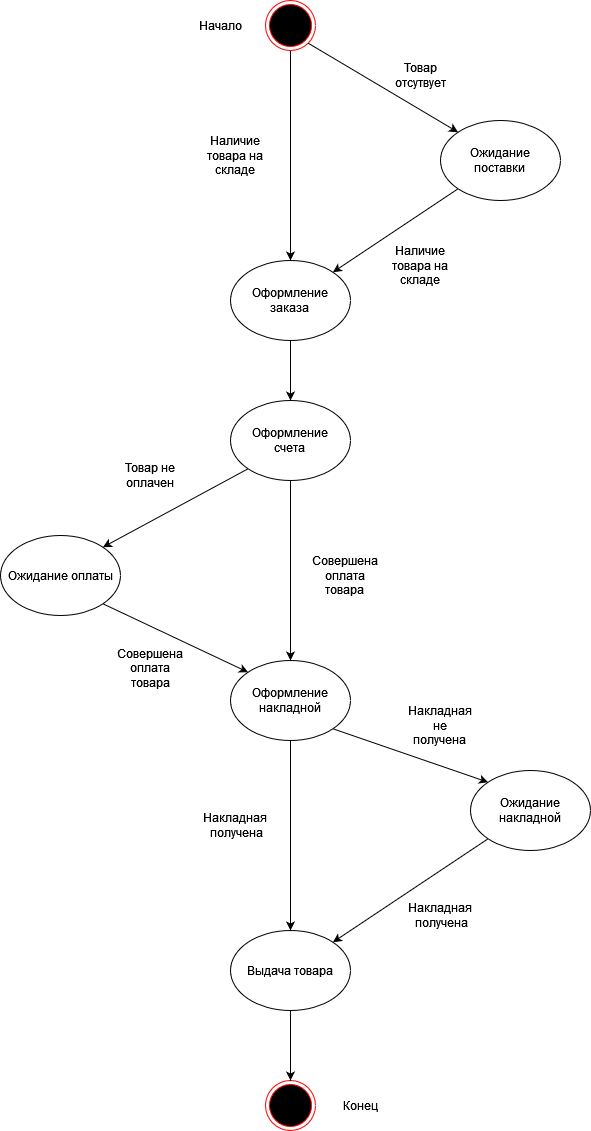 Начало
Товар
отсутвует
Наличие
товара на
складе
Ожидание
поставки
Наличие
товара на
складе
Оформление
заказа
Оформление
счета
Товар не
оплачен
Ожидание оплаты
Совершена
оплата
товара
Совершена
оплата
товара
Оформление
накладной
Накладная
не
получена
Ожидание
накладной
Накладная
получена
Накладная
получена
Выдача товара
Конец